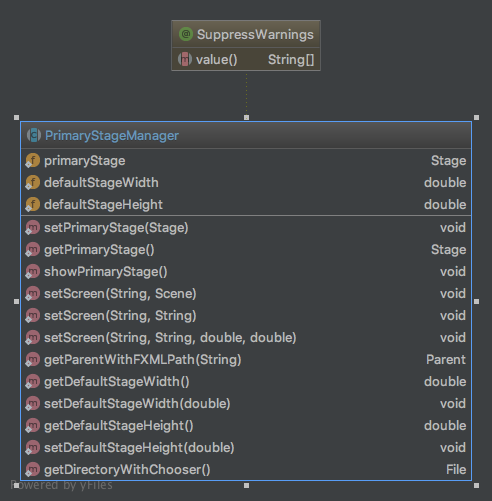 SuppressWarnings
value() String[]
PrimaryStageManager
primaryStage Stage
defaultStageWidth double
defaultStageHeight double
setPrimaryStage(Stage) void
getPrimaryStage() Stage
showPrimaryStage() void
setScreen(String, Scene) void
setScreen(String, String) void
setScreen(String, String, double, double) void
getParentWithFXMLPath(String) Parent
getDefaultStageWidth() double
setDefaultStageWidth(double) void
getDefaultStageHeight() double
setDefaultStageHeight(double) void
getDirectoryWithChooser() File
Powered by yFiles